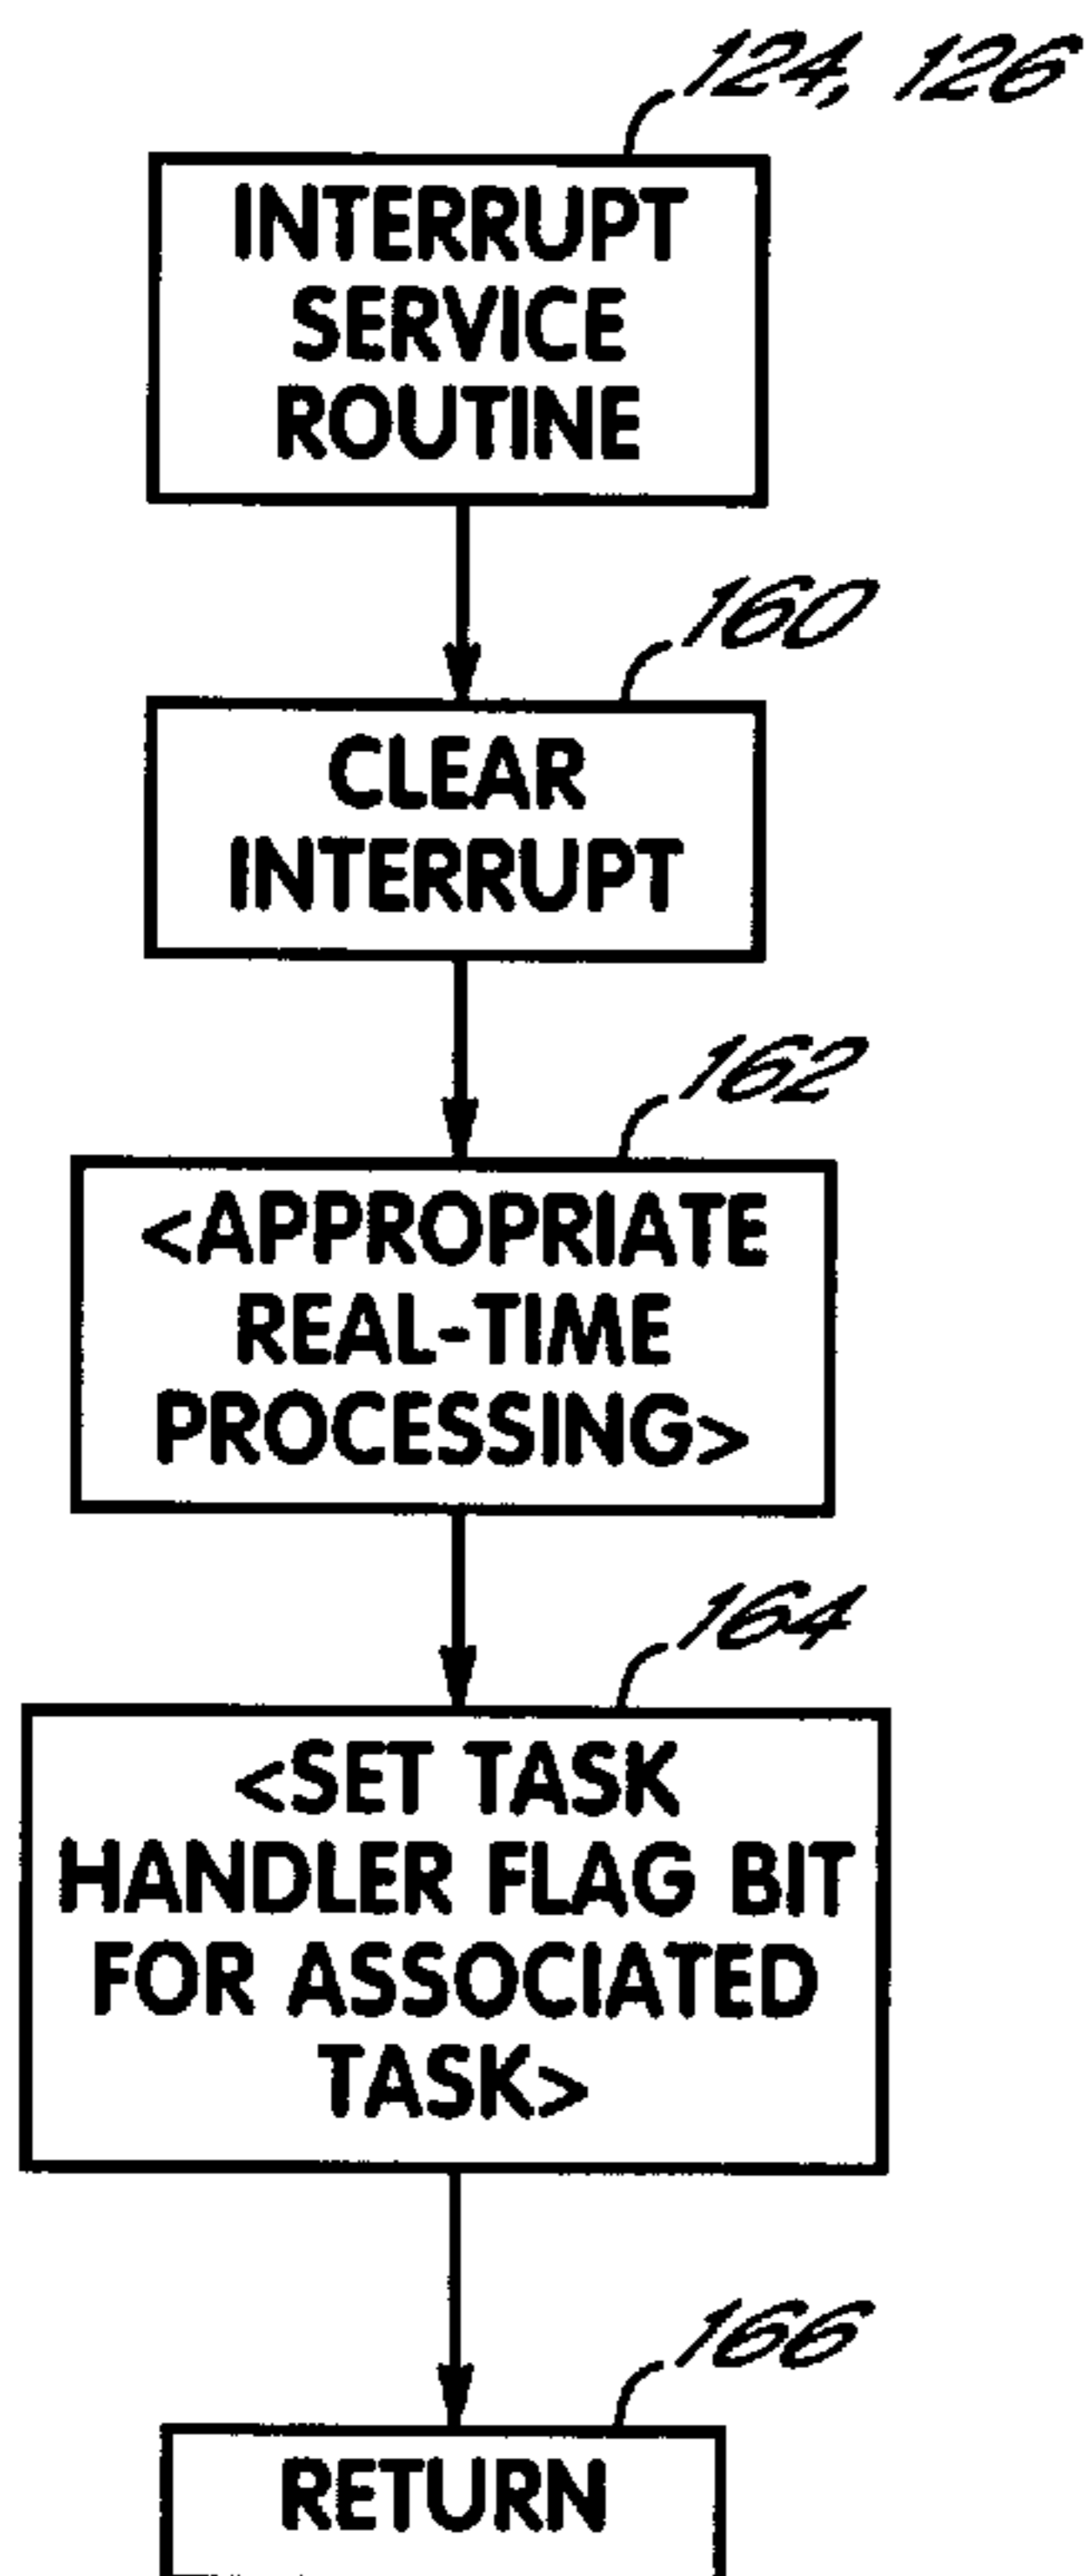 124, 126
INTERRUPT
SERVICE
ROUTINE
160
CLEAR
INTERRUPT
162
<APPROPRIATE
REAL-TIME
PROCESSING>
164
<SET TASK
HANDLER FLAG BIT
FOR ASSOCIATED
TASK>
166
RETURN